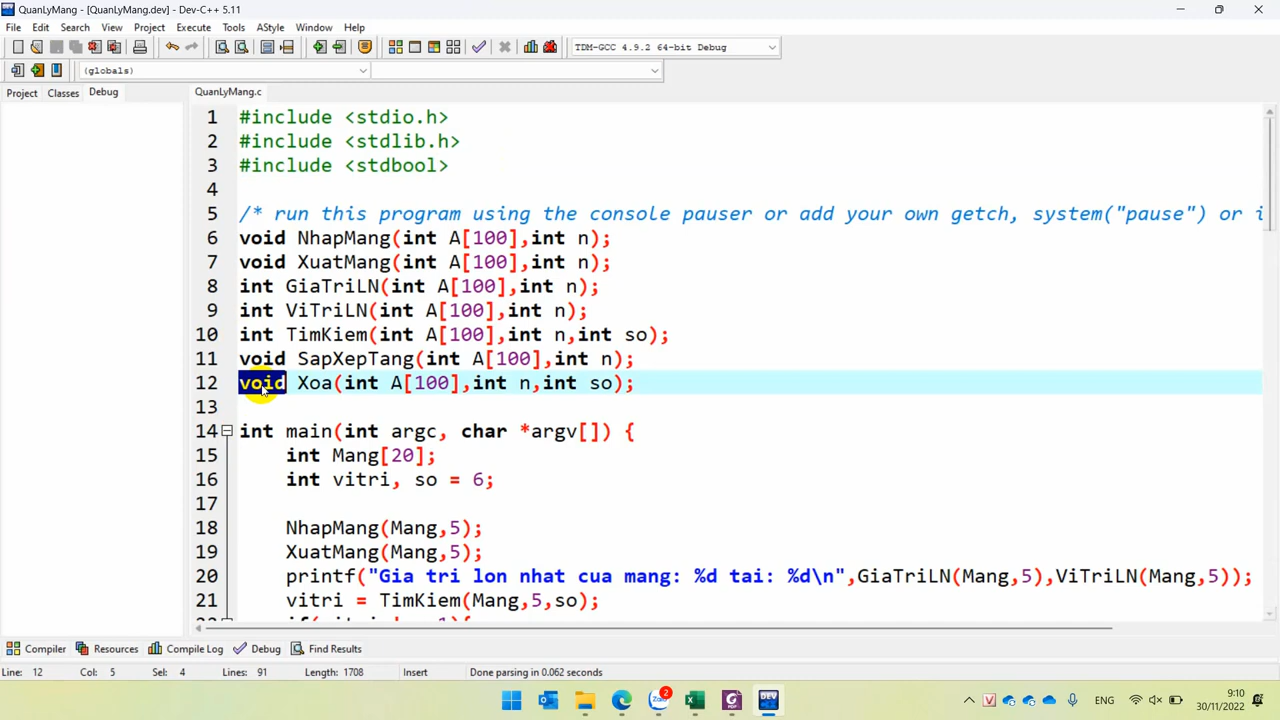 QuanLyMang - [QuanLyMang.dev] - Dev-C++ 5.11
File Edit Search View Project Execute Tools AStyle Window Help
TDM-GCC 4.9.2 64-bit Debug
(globals)
Project Classes Debug QuanLyMang.c
1 #include <stdio.h>
2 #include <stdlib.h>
3 #include <stdbool>
4
5 /* run this program using the console pauser or add your own getch, system("pause") or i
6 void NhapMang(int A[100],int n);
7 void XuatMang(int A[100],int n);
8 int GiaTriLN(int A[100],int n);
9 int ViTriLN(int A[100],int n);
10 int TimKiem(int A[100],int n,int so);
11 void SapXepTang(int A[100],int n);
12 void Xoa(int A[100],int n,int so);
13
14 int main(int argc, char *argv[]) {
15 int Mang[20];
16 int vitri, so = 6;
17
18 NhapMang(Mang,5);
19 XuatMang(Mang,5);
20 printf("Gia tri lon nhat cua mang: %d tai: %d\n",GiaTriLN(Mang,5),ViTriLN(Mang,5));
21 vitri = TimKiem(Mang,5,so);
Compiler Resources Compile Log Debug Find Results
Line: 12 Col: 5 Sel: 4 Lines: 91 Length: 1708 Insert Done parsing in 0.062 seconds
2
ENG
9:10
30/11/2022